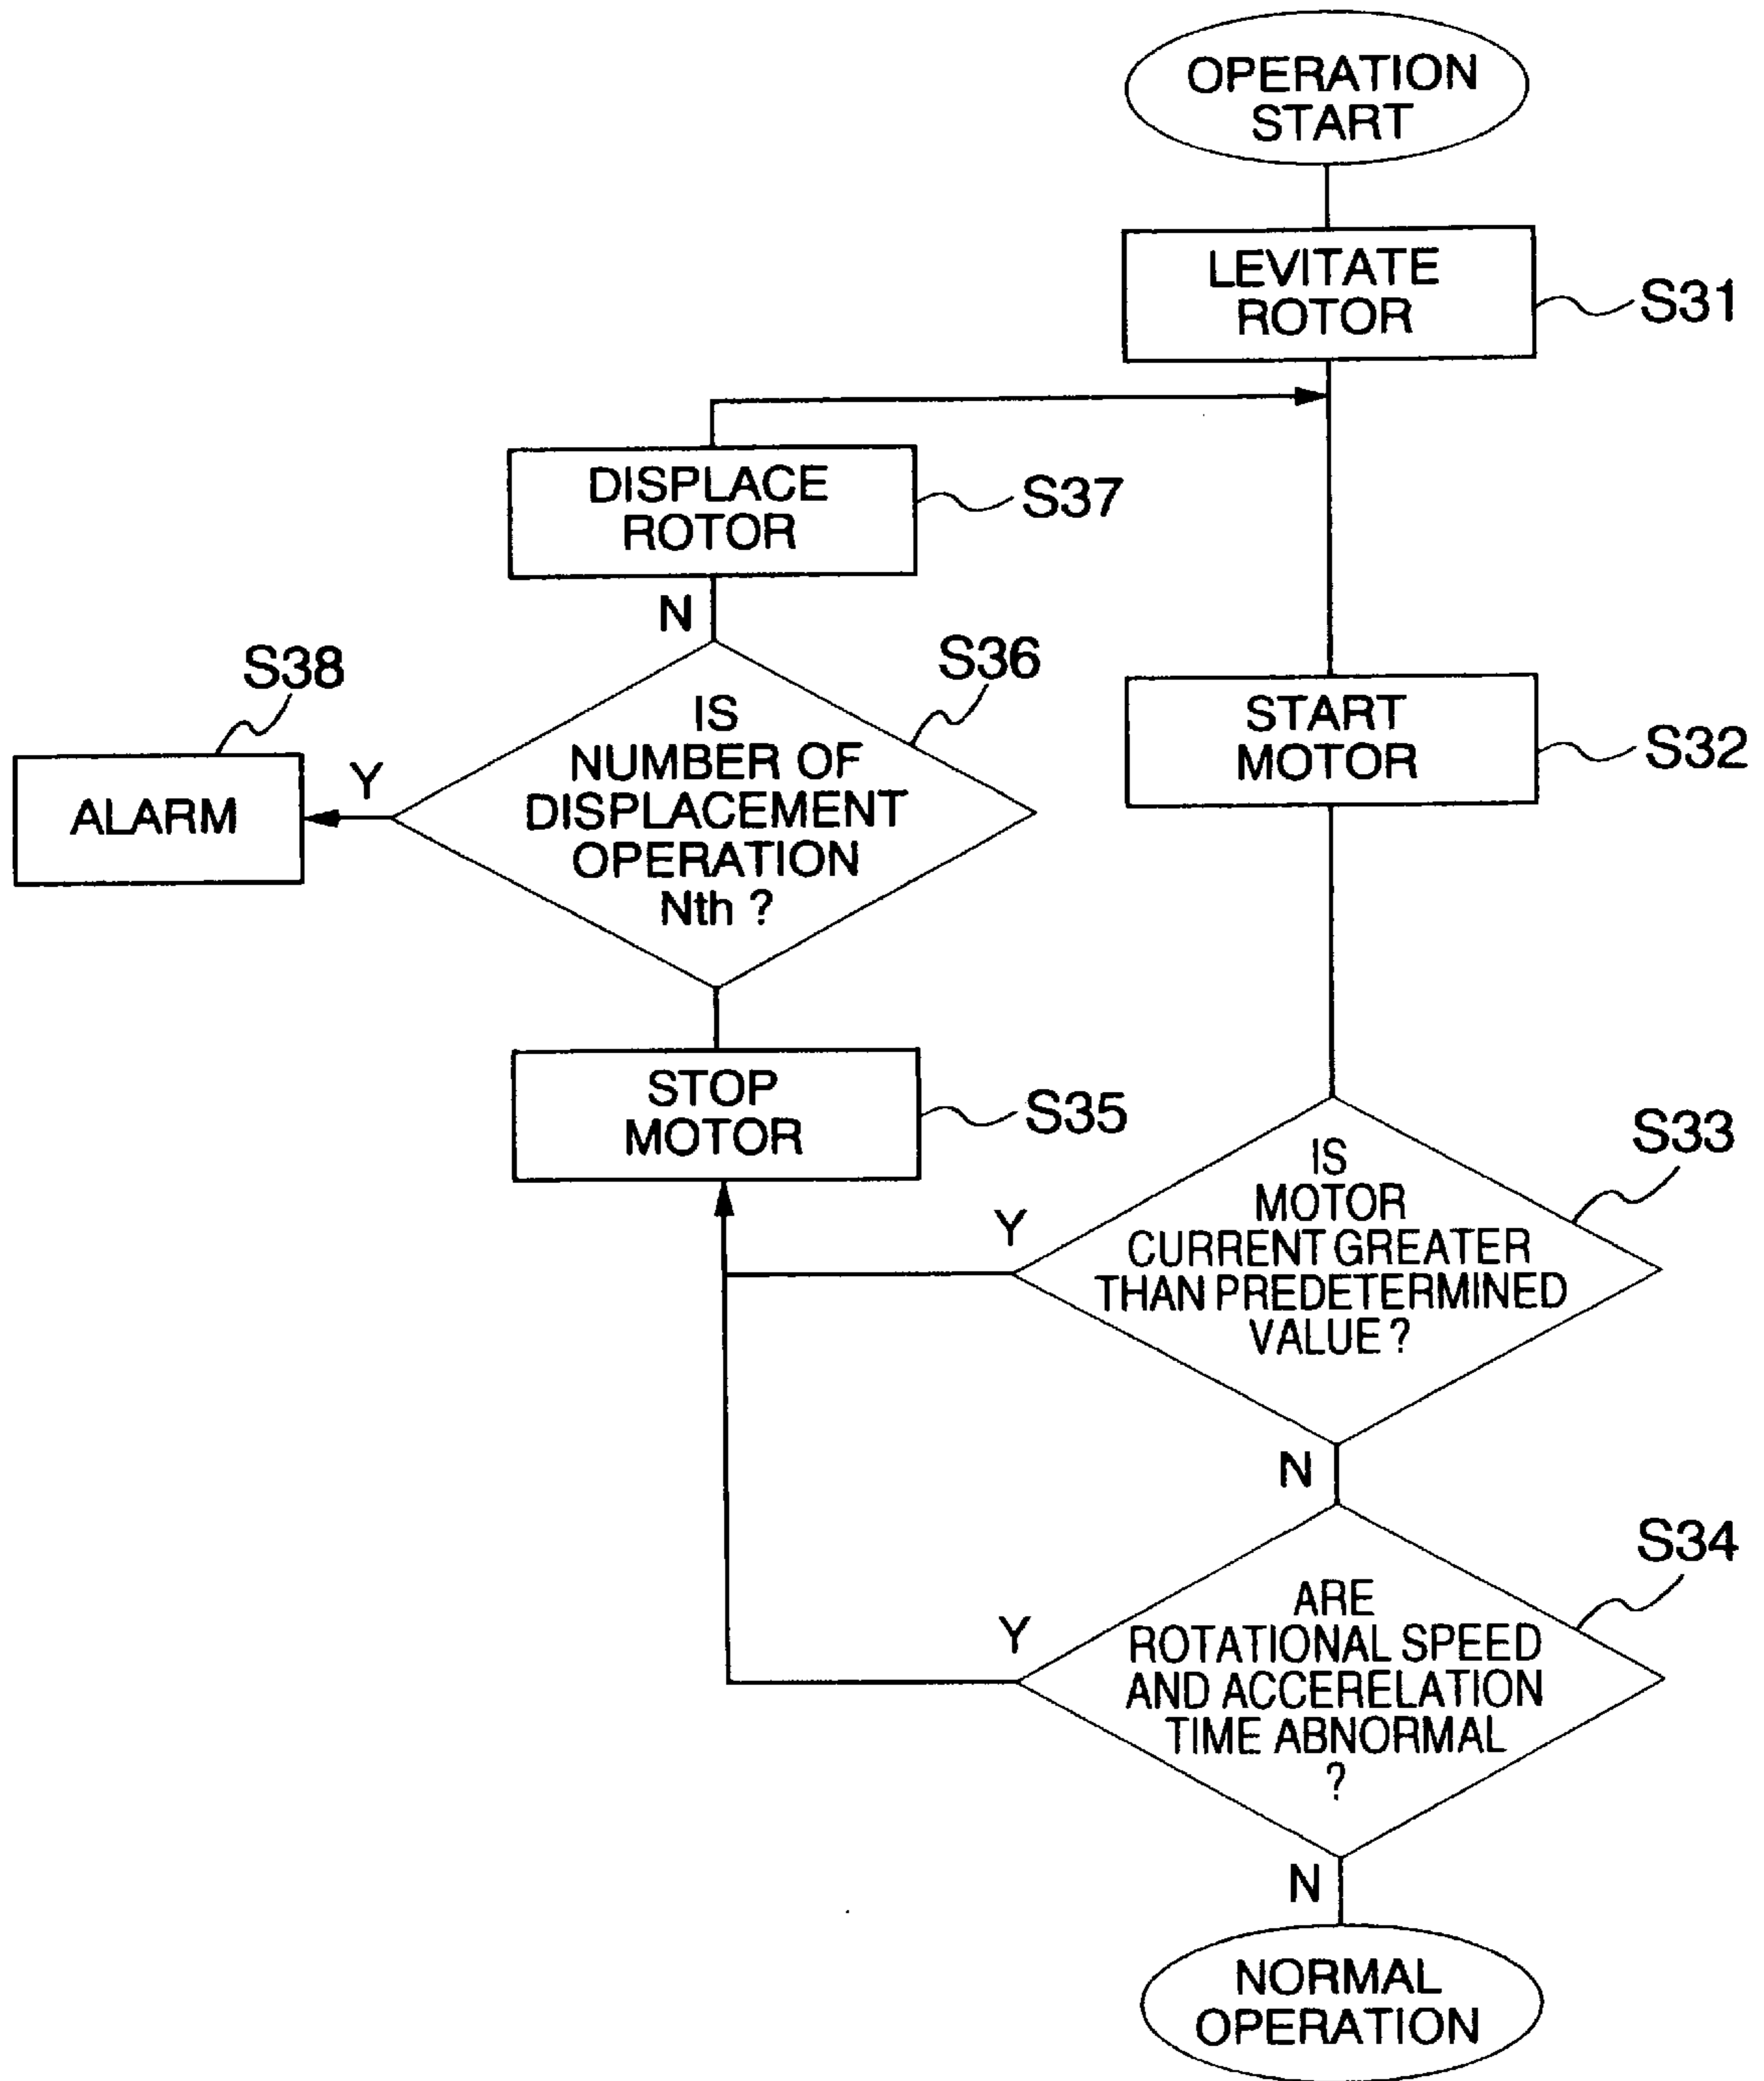 OPERATION
START
LEVITATE
ROTOR
S31
DISPLACE
ROTOR
S37
N
S38
S36
IS
NUMBER OF
DISPLACEMENT
OPERATION
Nth ?
Y
ALARM
START
MOTOR
S32
STOP
MOTOR
S35
S33
IS
MOTOR
CURRENT GREATER
THAN PREDETERMINED
VALUE ?
Y
N
S34
ARE
ROTATIONAL SPEED
AND ACCERELATION
TIME ABNORMAL
?
Y
N
NORMAL
OPERATION